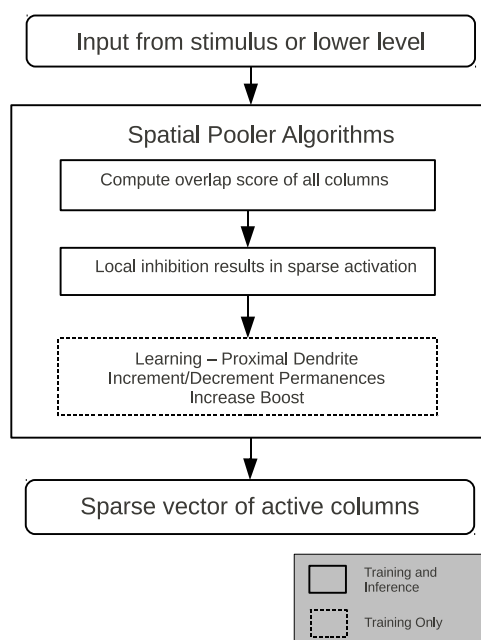 Input from stimulus or lower level
Spatial Pooler Algorithms
Compute overlap score of all columns
Local inhibition results in sparse activation
Learning – Proximal Dendrite
Increment/Decrement Permanences
Increase Boost
Sparse vector of active columns
Training and
Inference
Training Only